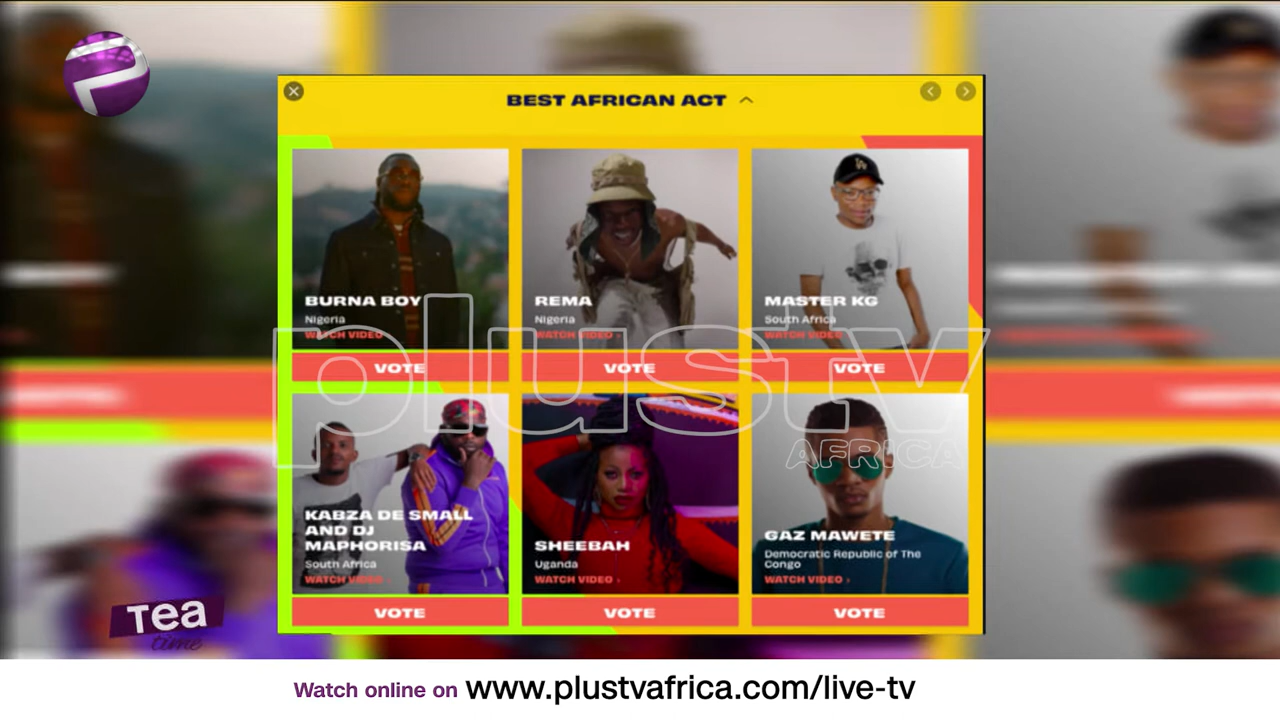 BEST AFRICAN ACT
BURNA BOY
Nigeria
WATCH VIDEO
VOTE
REMA
Nigeria
WATCH VIDEO
VOTE
MASTER KG
South Africa
WATCH VIDEO
VOTE
plustv
AFRICA
KABZA DE SMALL
AND DJ
MAPHORISA
South Africa
WATCH VIDEO
VOTE
SHEEBAH
Uganda
WATCH VIDEO
VOTE
GAZ MAWETE
Democratic Republic of The
Congo
WATCH VIDEO
VOTE
Tea
time
Watch online on www.plustvafrica.com/live-tv